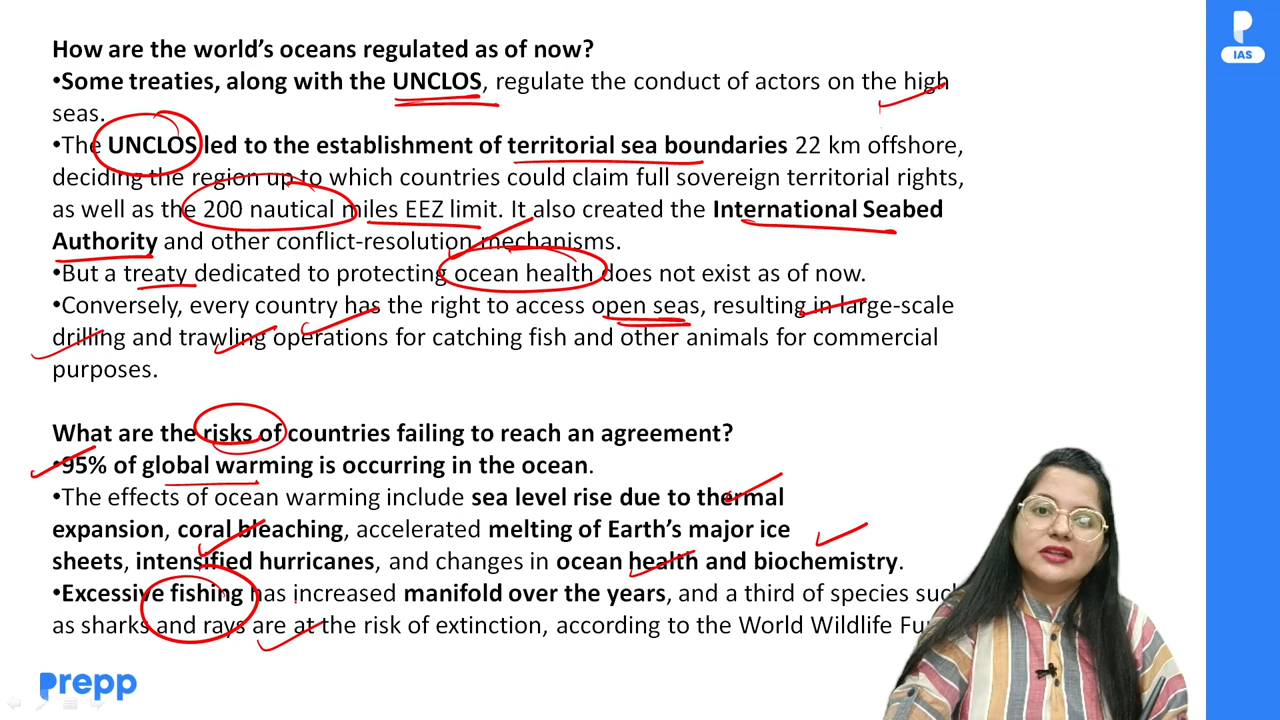 IAS
How are the world's oceans regulated as of now?
•Some treaties, along with the UNCLOS, regulate the conduct of actors on the high
seas.
•The UNCLOS led to the establishment of territorial sea boundaries 22 km offshore,
deciding the region up to which countries could claim full sovereign territorial rights,
as well as the 200 nautical miles EEZ limit. It also created the International Seabed
Authority and other conflict-resolution mechanisms.
•But a treaty dedicated to protecting ocean health does not exist as of now.
•Conversely, every country has the right to access open seas, resulting in large-scale
drilling and trawling operations for catching fish and other animals for commercial
purposes.
What are the risks of countries failing to reach an agreement?
•95% of global warming is occurring in the ocean.
•The effects of ocean warming include sea level rise due to thermal
expansion, coral bleaching, accelerated melting of Earth's major ice
sheets, intensified hurricanes, and changes in ocean health and biochemistry.
•Excessive fishing has increased manifold over the years, and a third of species
as sharks and rays are at the risk of extinction, according to the World Wildlife
prepp